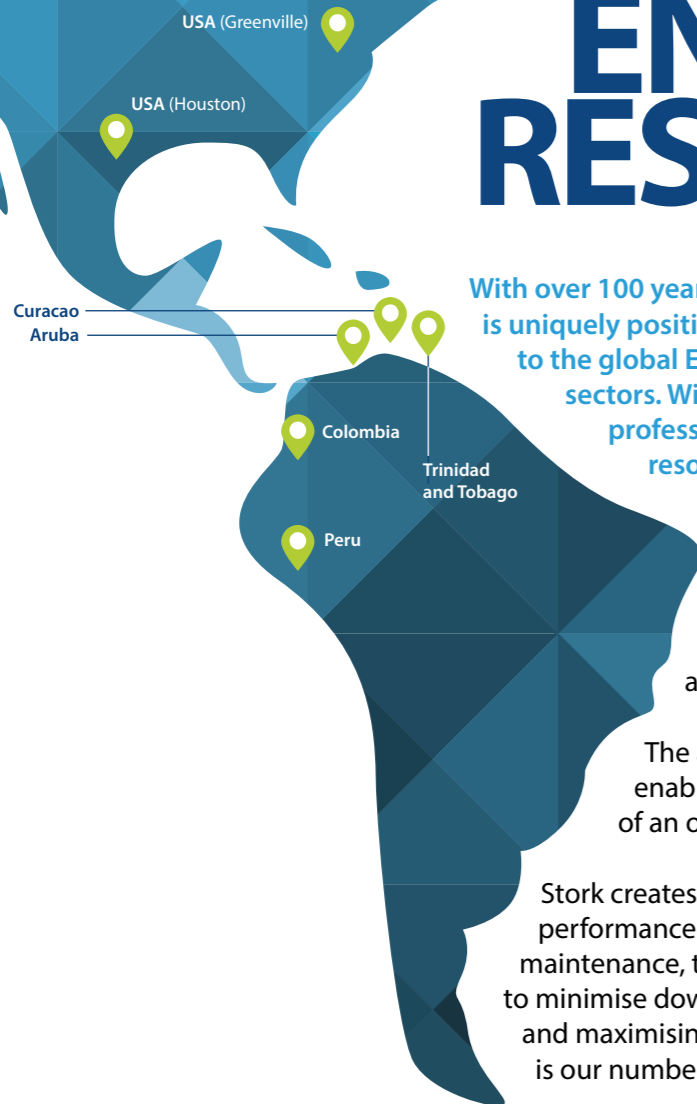 USA (Greenville)
USA (Houston)
EN
RES
With over 100 year
is uniquely positi
to the global E
sectors. Wi
profess
reso
Curacao
Aruba
Colombia
Trinidad
and Tobago
Peru
a
The
enab
of an o
Stork creates
performance
maintenance, t
to minimise dow
and maximisin
is our numbe